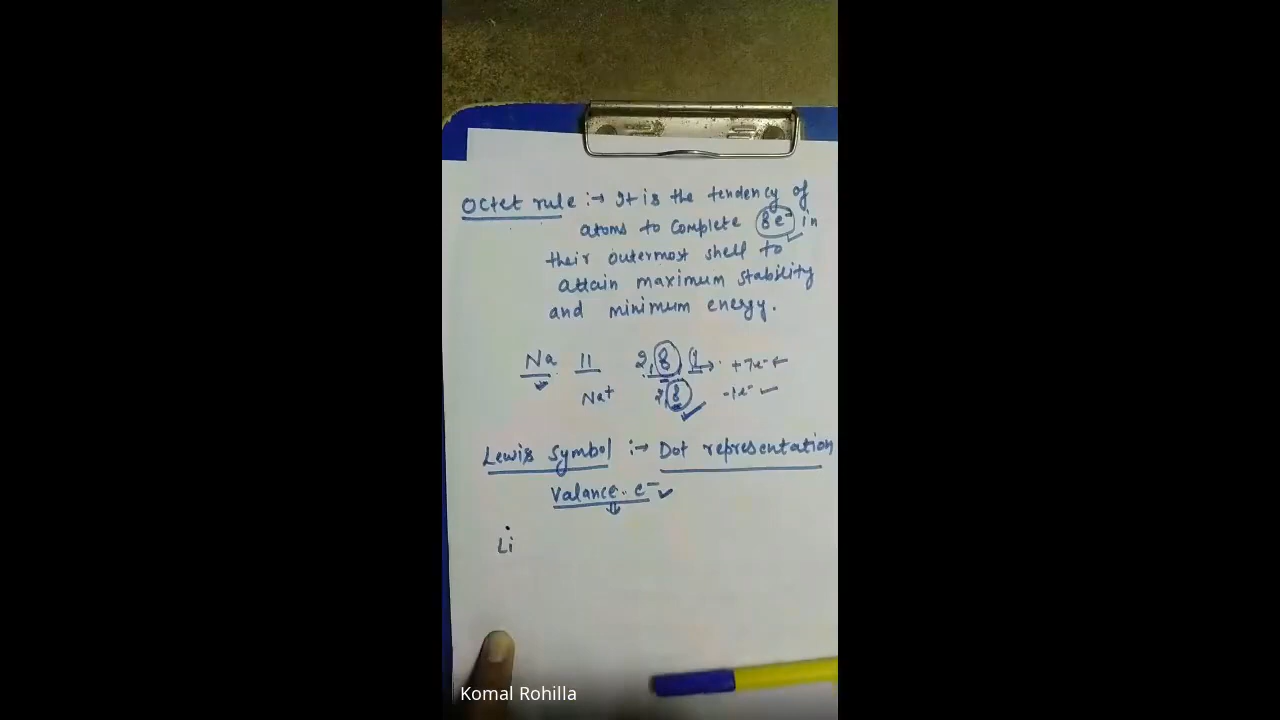 Octet rule :→ It is the tendency of
atoms to complete 8e⁻ in
their outermost shell to
attain maximum stability
and minimum energy.
Na 11 2,8,1 → +7e⁻ ←
Na⁺ 2,8 -1e⁻
Lewis symbol :→ Dot representation
Valance e⁻
Li
Komal Rohilla